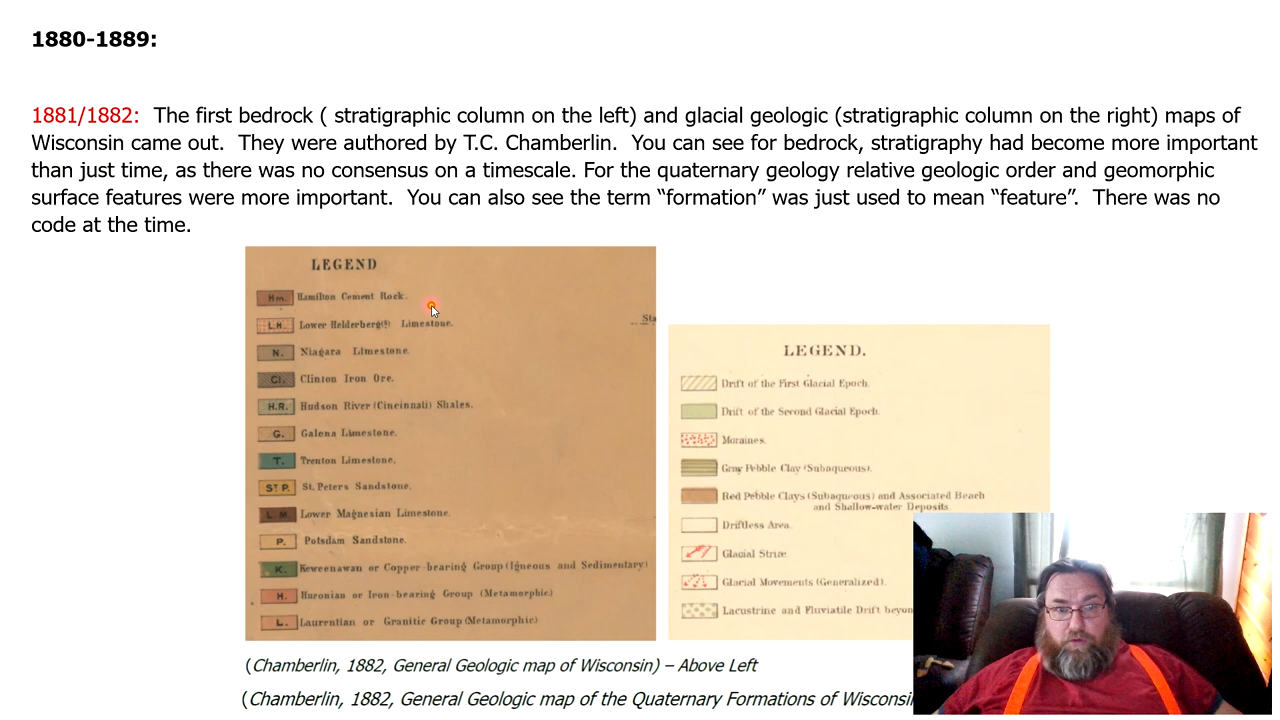 1880-1889:
1881/1882:  The first bedrock ( stratigraphic column on the left) and glacial geologic (stratigraphic column on the right) maps of
Wisconsin came out.  They were authored by T.C. Chamberlin.  You can see for bedrock, stratigraphy had become more important
than just time, as there was no consensus on a timescale. For the quaternary geology relative geologic order and geomorphic
surface features were more important.  You can also see the term “formation” was just used to mean “feature”.  There was no
code at the time.
LEGEND
Hm. Hamilton Cement Rock.
L.H. Lower Helderberg(?) Limestone.
Sta
N. Niagara Limestone.
Cl. Clinton Iron Ore.
H.R. Hudson River (Cincinnati) Shales.
G. Galena Limestone.
T. Trenton Limestone.
ST P. St. Peters Sandstone.
L. M. Lower Magnesian Limestone.
P. Potsdam Sandstone.
K. Keweenawan or Copper-bearing Group (Igneous and Sedimentary)
H. Huronian or Iron-bearing Group (Metamorphic)
L. Laurentian or Granitic Group (Metamorphic)
LEGEND.
Drift of the First Glacial Epoch.
Drift of the Second Glacial Epoch.
Moraines.
Gray Pebble Clay (Subaqueous).
Red Pebble Clays (Subaqueous) and Associated Beach
and Shallow-water Deposits.
Driftless Area.
Glacial Striæ
Glacial Movements (Generalized).
Lacustrine and Fluviatile Drift beyon
(Chamberlin, 1882, General Geologic map of Wisconsin) – Above Left
(Chamberlin, 1882, General Geologic map of the Quaternary Formations of Wisconsi